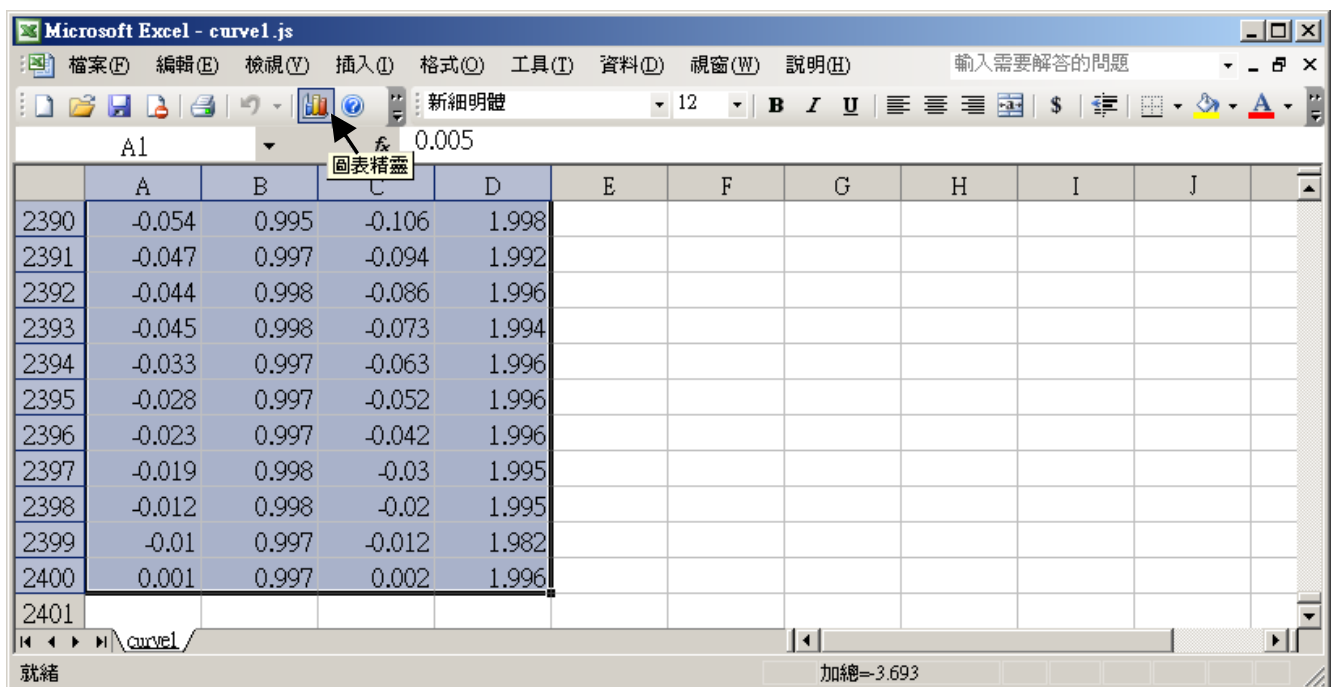 Microsoft Excel - curve1.js
檔案(F) 編輯(E) 檢視(V) 插入(I) 格式(O) 工具(T) 資料(D) 視窗(W) 說明(H) 輸入需要解答的問題
新細明體 12 B I U $ A
A1 fx 0.005
圖表精靈
A B C D E F G H I J
2390 -0.054 0.995 -0.106 1.998
2391 -0.047 0.997 -0.094 1.992
2392 -0.044 0.998 -0.086 1.996
2393 -0.045 0.998 -0.073 1.994
2394 -0.033 0.997 -0.063 1.996
2395 -0.028 0.997 -0.052 1.996
2396 -0.023 0.997 -0.042 1.996
2397 -0.019 0.998 -0.03 1.995
2398 -0.012 0.998 -0.02 1.995
2399 -0.01 0.997 -0.012 1.982
2400 0.001 0.997 0.002 1.996
2401
curve1
就緒 加總=-3.693